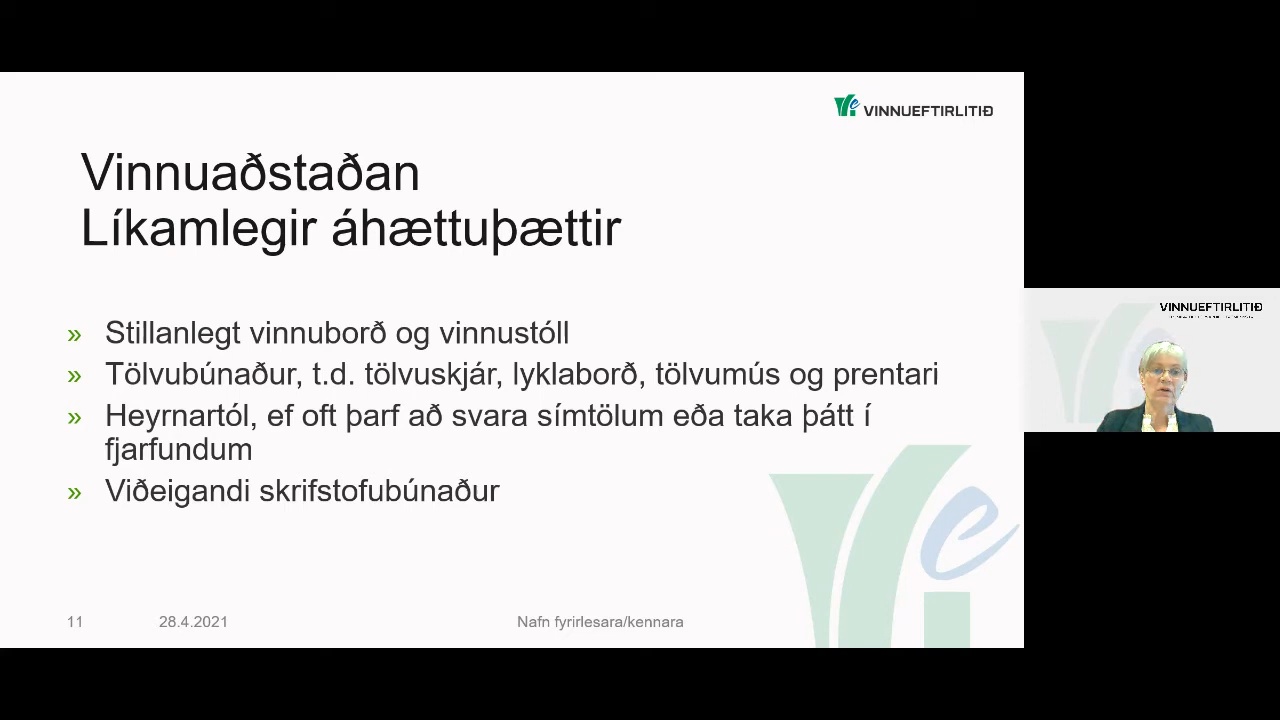 VINNUEFTIRLITIÐ
Vinnuaðstaðan
Líkamlegir áhættuþættir
» Stillanlegt vinnuborð og vinnustóll
» Tölvubúnaður, t.d. tölvuskjár, lyklaborð, tölvumús og prentari
» Heyrnartól, ef oft þarf að svara símtölum eða taka þátt í
fjarfundum
» Viðeigandi skrifstofubúnaður
11 28.4.2021 Nafn fyrirlesara/kennara
VINNUEFTIRLITIÐ